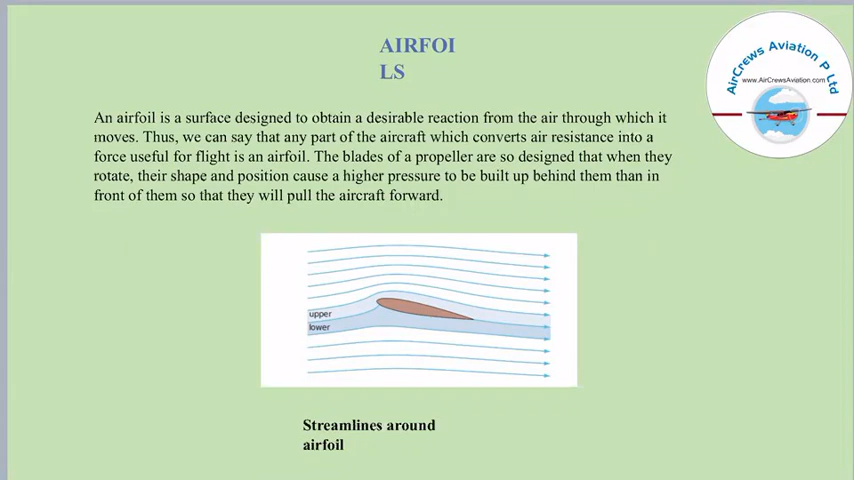 AIRFOI
LS
AirCrews Aviation P Ltd
www.AirCrewsAviation.com
An airfoil is a surface designed to obtain a desirable reaction from the air through which it
moves. Thus, we can say that any part of the aircraft which converts air resistance into a
force useful for flight is an airfoil. The blades of a propeller are so designed that when they
rotate, their shape and position cause a higher pressure to be built up behind them than in
front of them so that they will pull the aircraft forward.
upper
lower
Streamlines around
airfoil